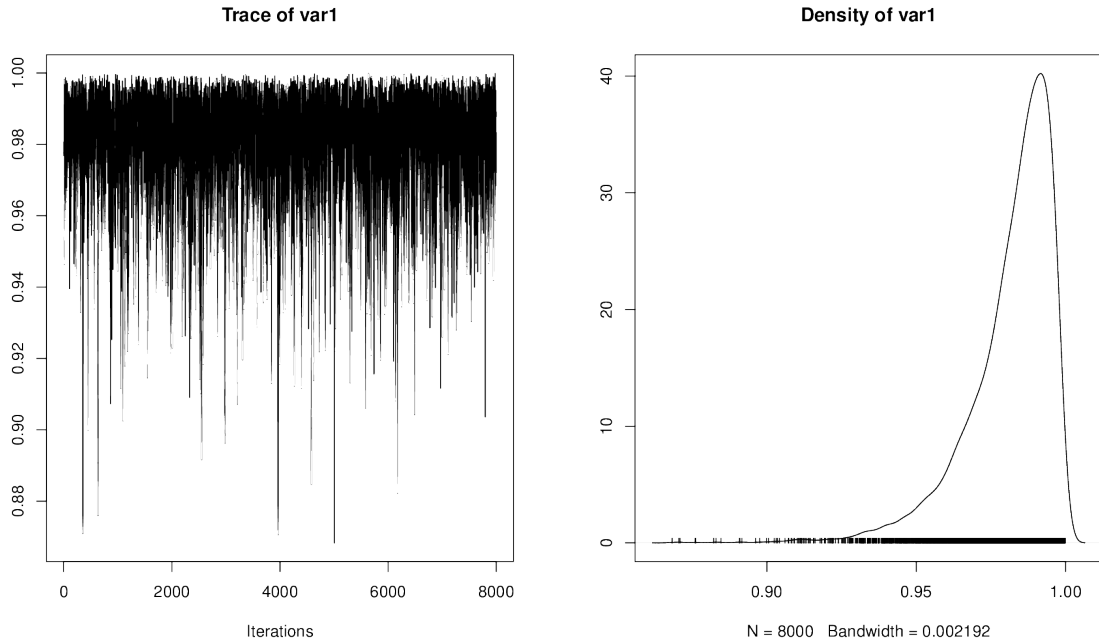 Trace of var1
1.00
0.98
0.96
0.94
0.92
0.90
0.88
0 2000 4000 6000 8000
Iterations
Density of var1
40
30
20
10
0
0.90 0.95 1.00
N = 8000 Bandwidth = 0.002192